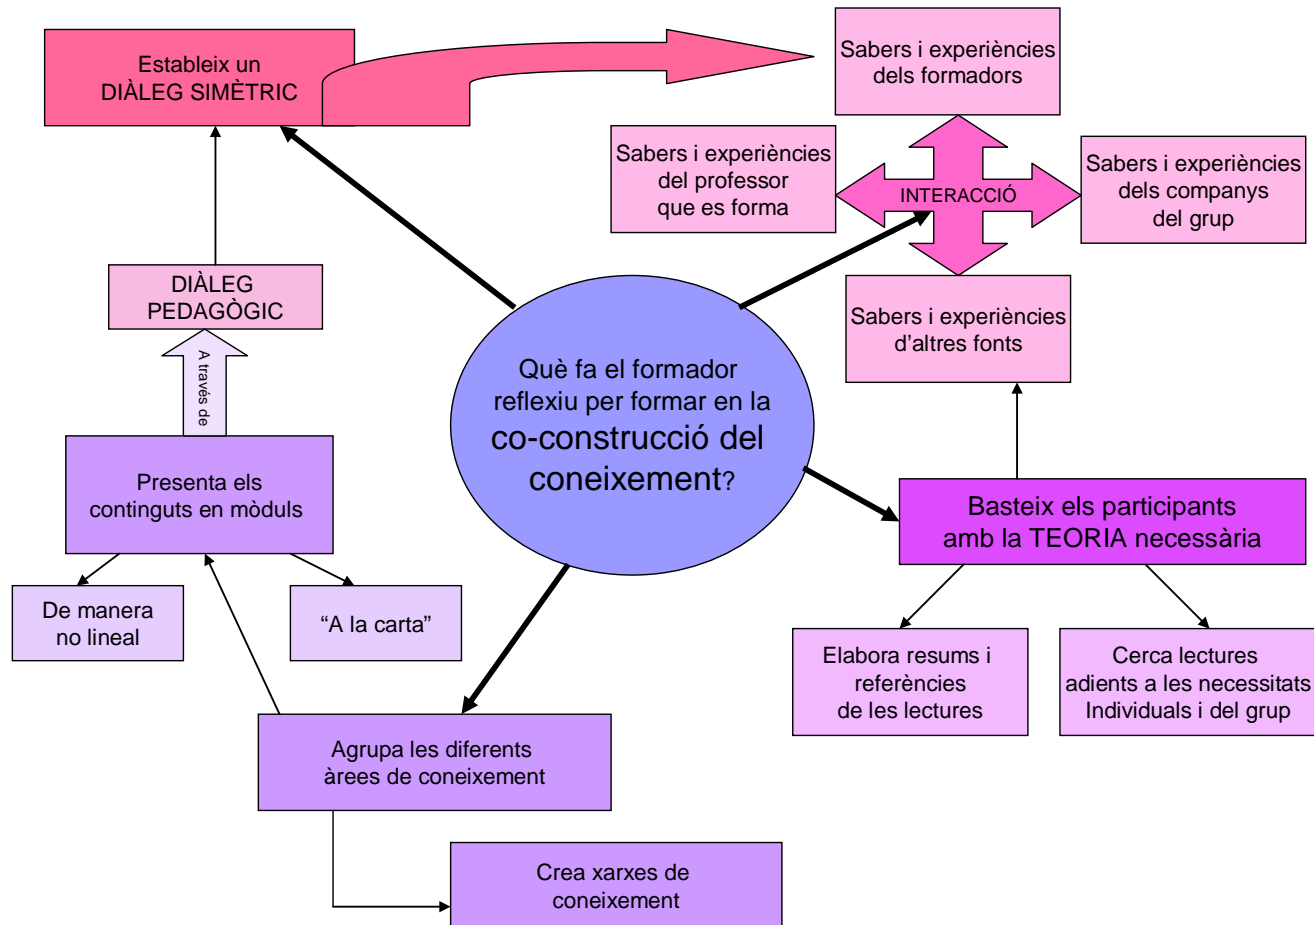 Estableix un
DIÀLEG SIMÈTRIC
Sabers i experiències
dels formadors
Sabers i experiències
del professor
que es forma
INTERACCIÓ
Sabers i experiències
dels companys
del grup
Sabers i experiències
d’altres fonts
DIÀLEG
PEDAGÒGIC
A través de
Què fa el formador
reflexiu per formar en la
co-construcció del
coneixement?
Presenta els
continguts en mòduls
De manera
no lineal
“A la carta”
Basteix els participants
amb la TEORIA necessària
Elabora resums i
referències
de les lectures
Cerca lectures
adients a les necessitats
Individuals i del grup
Agrupa les diferents
àrees de coneixement
Crea xarxes de
coneixement